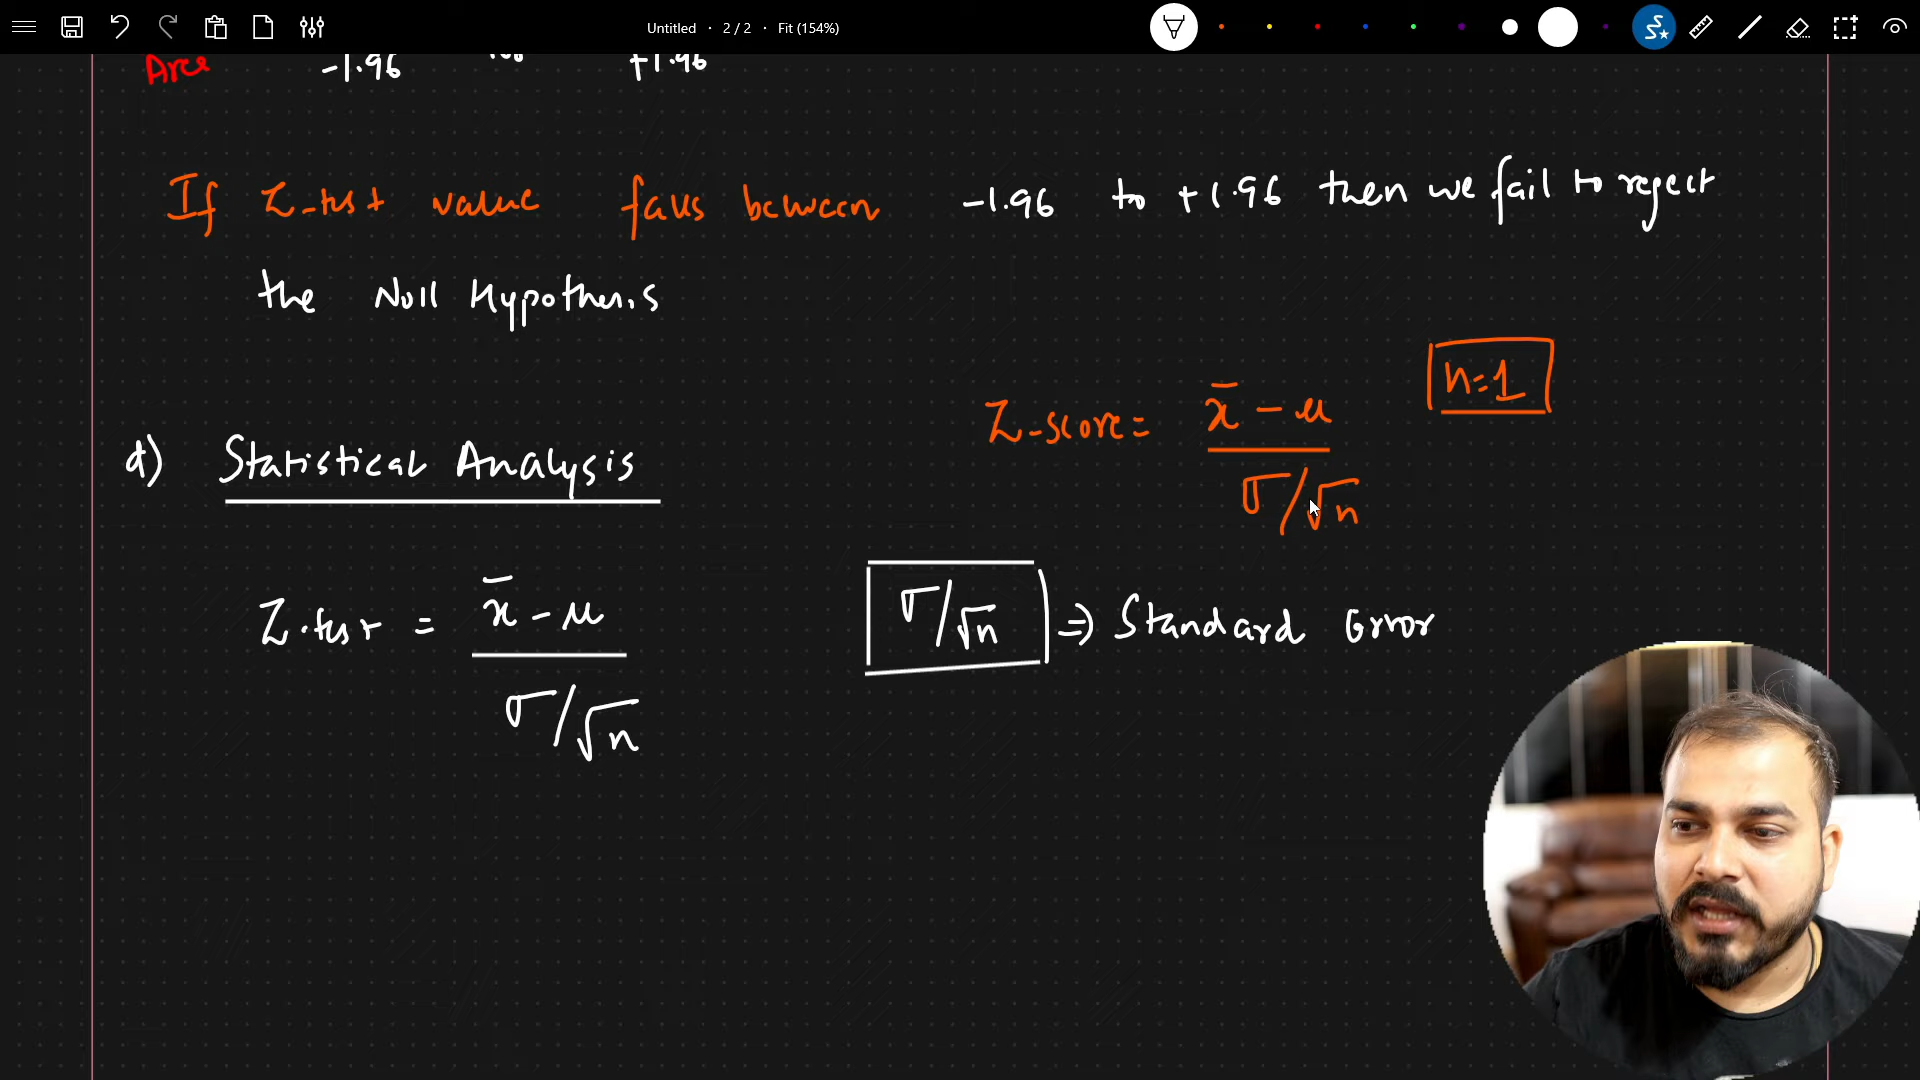 Untitled · 2 / 2 · Fit (154%)
Area -1.96 +1.96
If Z-test value falls between -1.96 to +1.96 then we fail to reject
the Null Hypothesis
n=1
Z-score = x̄ - μ
σ/√n
d) Statistical Analysis
Z-test = x̄ - μ
σ/√n
σ/√n ⇒ Standard Error